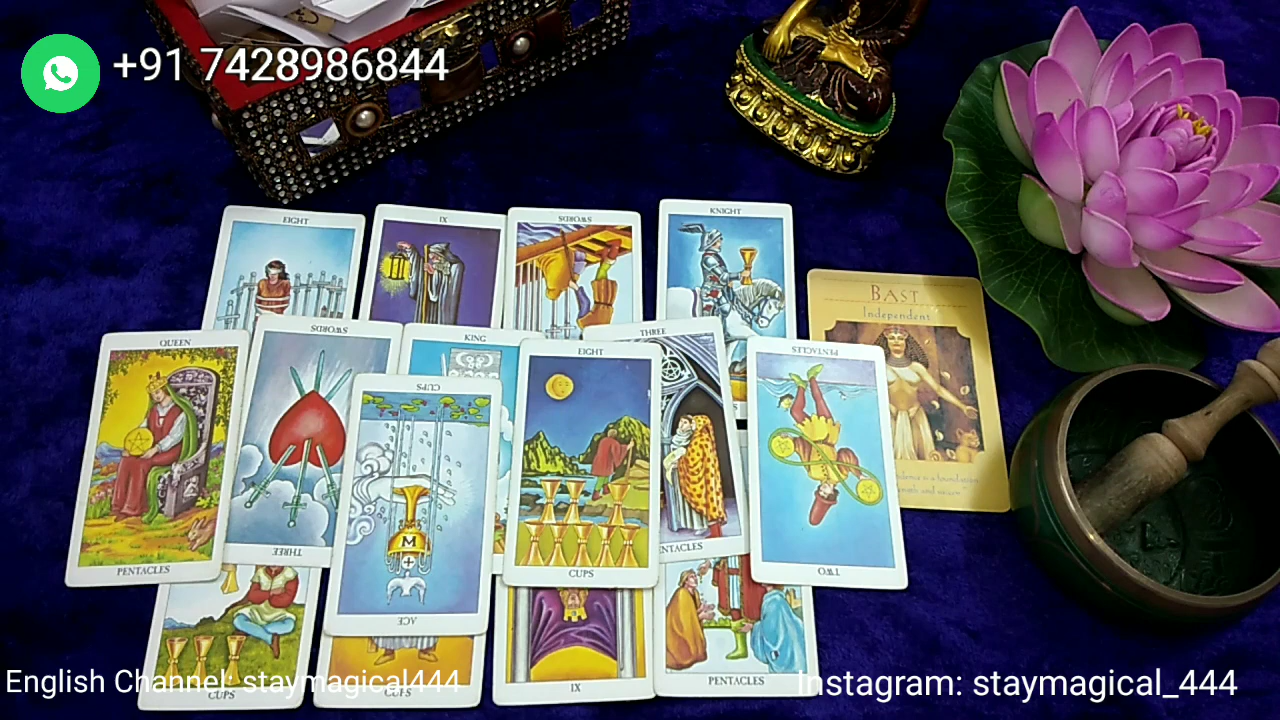 +91 7428986844
EIGHT
IX
SWORDS
KNIGHT
BAST
Independent
QUEEN
SWORDS
KING
THREE
EIGHT
PENTACLES
CUPS
M
THREE
PENTACLES
CUPS
TWO
ACE
CUPS
CUPS
IX
PENTACLES
English Channel: staymagical444
Instagram: staymagical_444